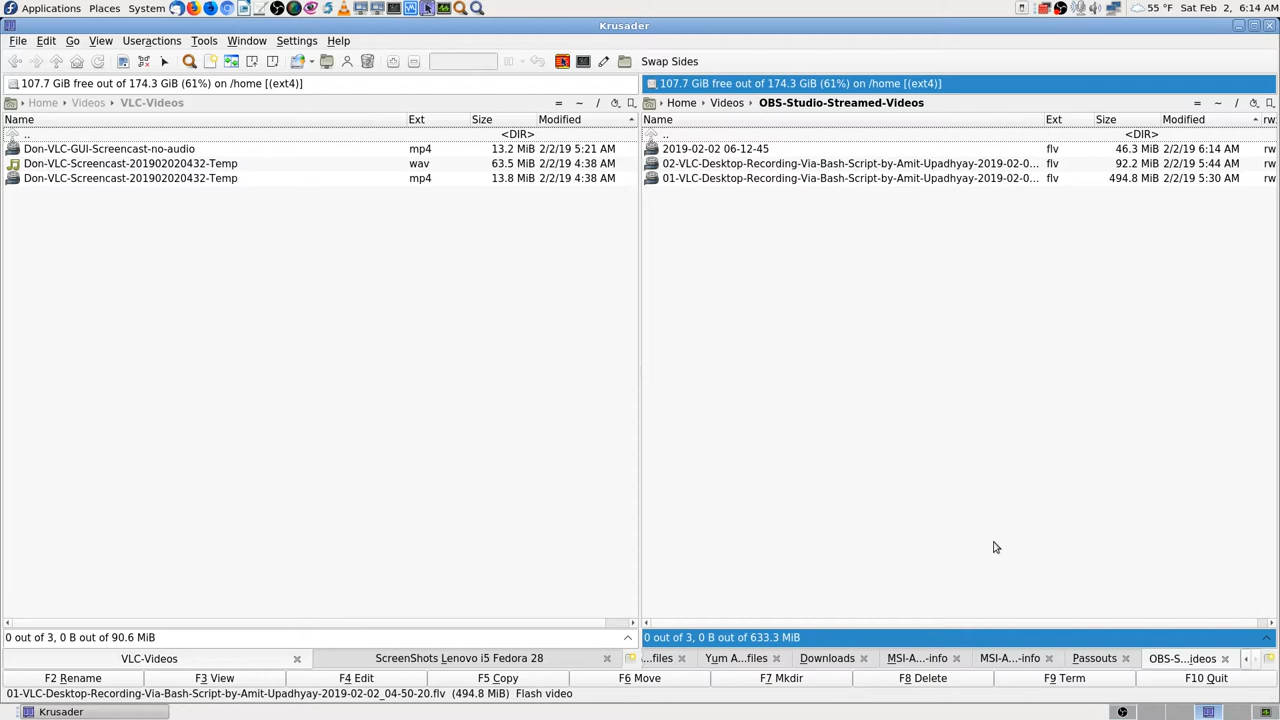 Applications Places System 55 °F Sat Feb 2, 6:14 AM
Krusader
File Edit Go View Useractions Tools Window Settings Help
Swap Sides
107.7 GiB free out of 174.3 GiB (61%) on /home [(ext4)] 107.7 GiB free out of 174.3 GiB (61%) on /home [(ext4)]
Home Videos VLC-Videos = ~ / Home Videos OBS-Studio-Streamed-Videos = ~ /
Name Ext Size Modified Name Ext Size Modified rw
.. <DIR> .. <DIR>
Don-VLC-GUI-Screencast-no-audio mp4 13.2 MiB 2/2/19 5:21 AM 2019-02-02 06-12-45 flv 46.3 MiB 2/2/19 6:14 AM rw
Don-VLC-Screencast-201902020432-Temp wav 63.5 MiB 2/2/19 4:38 AM 02-VLC-Desktop-Recording-Via-Bash-Script-by-Amit-Upadhyay-2019-02-0... flv 92.2 MiB 2/2/19 5:44 AM rw
Don-VLC-Screencast-201902020432-Temp mp4 13.8 MiB 2/2/19 4:38 AM 01-VLC-Desktop-Recording-Via-Bash-Script-by-Amit-Upadhyay-2019-02-0... flv 494.8 MiB 2/2/19 5:30 AM rw
0 out of 3, 0 B out of 90.6 MiB 0 out of 3, 0 B out of 633.3 MiB
VLC-Videos ScreenShots Lenovo i5 Fedora 28 ...files Yum A...files Downloads MSI-A...-info MSI-A...-info Passouts OBS-S...ideos
F2 Rename F3 View F4 Edit F5 Copy F6 Move F7 Mkdir F8 Delete F9 Term F10 Quit
01-VLC-Desktop-Recording-Via-Bash-Script-by-Amit-Upadhyay-2019-02-02_04-50-20.flv (494.8 MiB) Flash video
Krusader